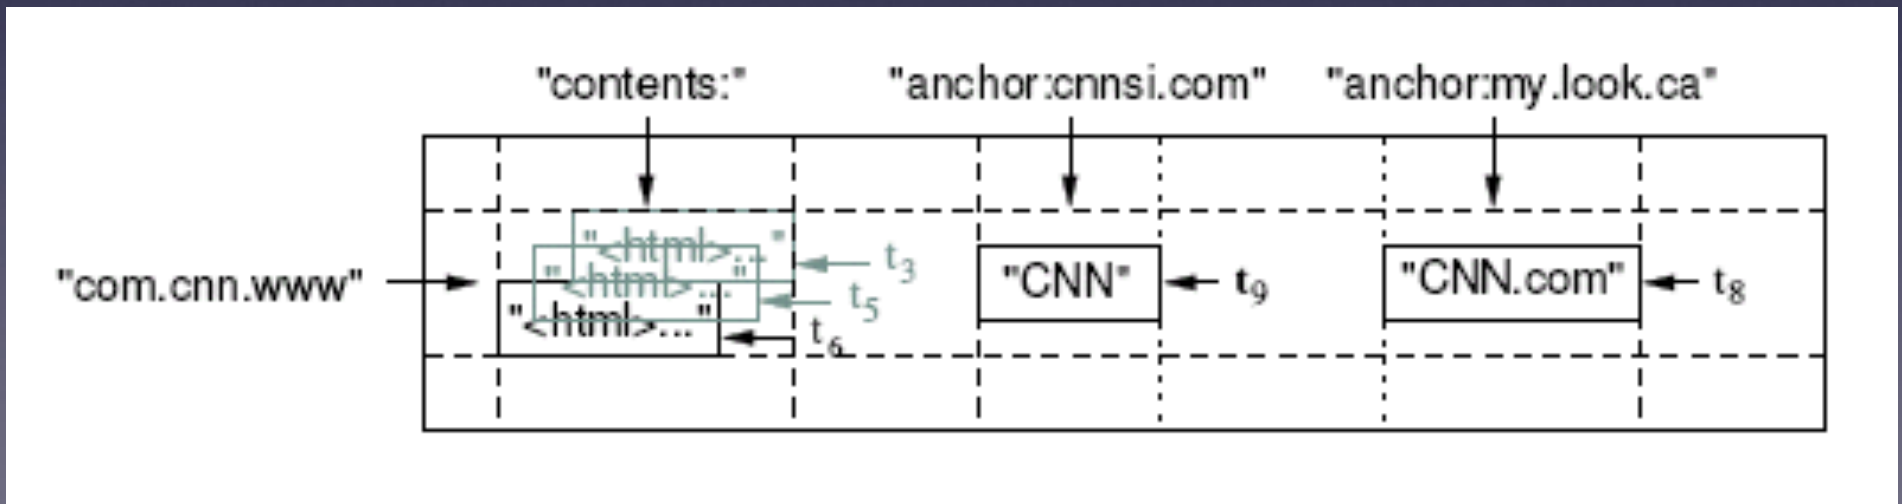 "contents:" "anchor:cnnsi.com" "anchor:my.look.ca"
"<html>..." t3
"com.cnn.www" "<html>..." t5 "CNN" t9 "CNN.com" t8
"<html>..." t6